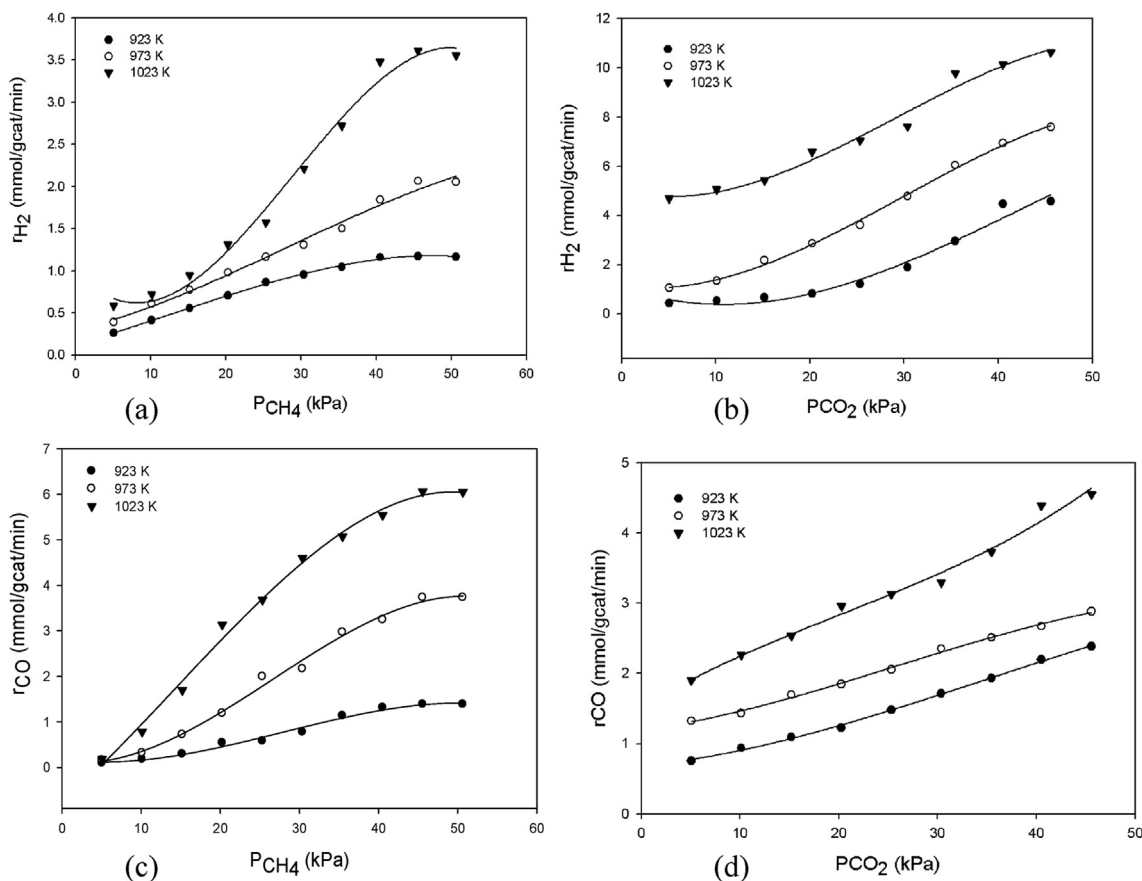 4.0
3.5
3.0
2.5
2.0
1.5
1.0
0.5
0.0
rH2 (mmol/gcat/min)
923 K
973 K
1023 K
0 10 20 30 40 50 60
(a) PCH4 (kPa)
12
10
8
6
4
2
0
rH2 (mmol/gcat/min)
923 K
973 K
1023 K
0 10 20 30 40 50
(b) PCO2 (kPa)
7
6
5
4
3
2
1
0
rCO (mmol/gcat/min)
923 K
973 K
1023 K
0 10 20 30 40 50 60
(c) PCH4 (kPa)
5
4
3
2
1
0
rCO (mmol/gcat/min)
923 K
973 K
1023 K
0 10 20 30 40 50
(d) PCO2 (kPa)